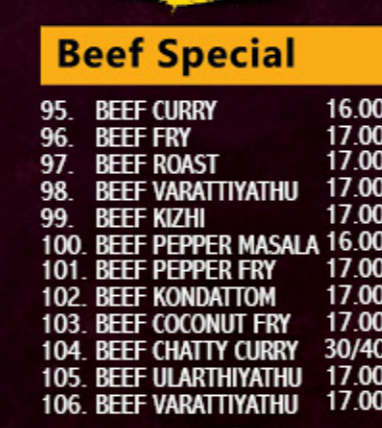 Beef Special
95. BEEF CURRY 16.00
96. BEEF FRY 17.00
97. BEEF ROAST 17.00
98. BEEF VARATTIYATHU 17.00
99. BEEF KIZHI 17.00
100. BEEF PEPPER MASALA 16.00
101. BEEF PEPPER FRY 17.00
102. BEEF KONDATTOM 17.00
103. BEEF COCONUT FRY 17.00
104. BEEF CHATTY CURRY 30/40
105. BEEF ULARTHIYATHU 17.00
106. BEEF VARATTIYATHU 17.00